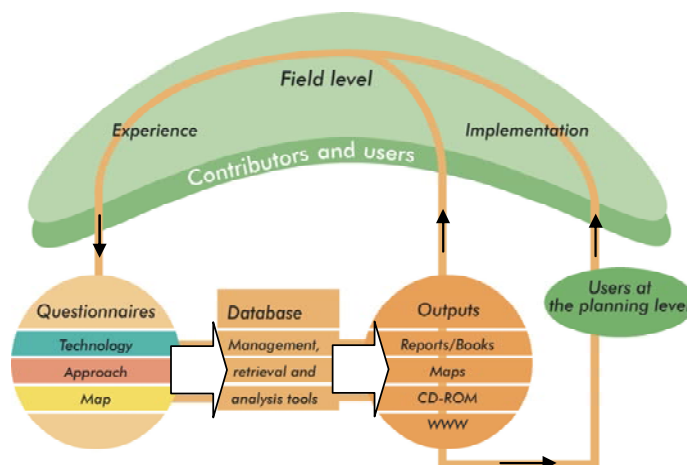 Field level
Experience
Implementation
Contributors and users
Questionnaires
Technology
Approach
Map
Database
Management,
retrieval and
analysis tools
Outputs
Reports/Books
Maps
CD-ROM
WWW
Users at
the planning level